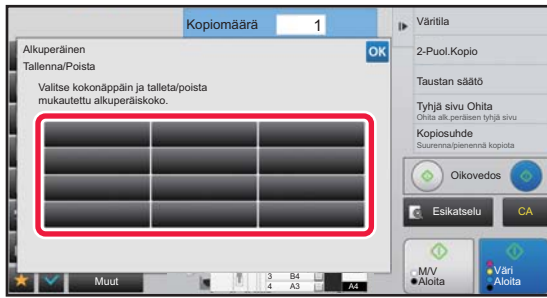 Kopiomäärä 1
Alkuperäinen
OK
Tallenna/Poista
Valitse kokonäppäin ja talleta/poista
mukautettu alkuperäiskoko.
Väritila
2-Puol.Kopio
Taustan säätö
Tyhjä sivu Ohita
Ohita alk.peräisen tyhjä sivu
Kopiosuhde
Suurenna/pienennä kopiota
Oikovedos
Esikatselu
CA
M/V
Aloita
Väri
Aloita
Muut
3 B4
4 A3
A4